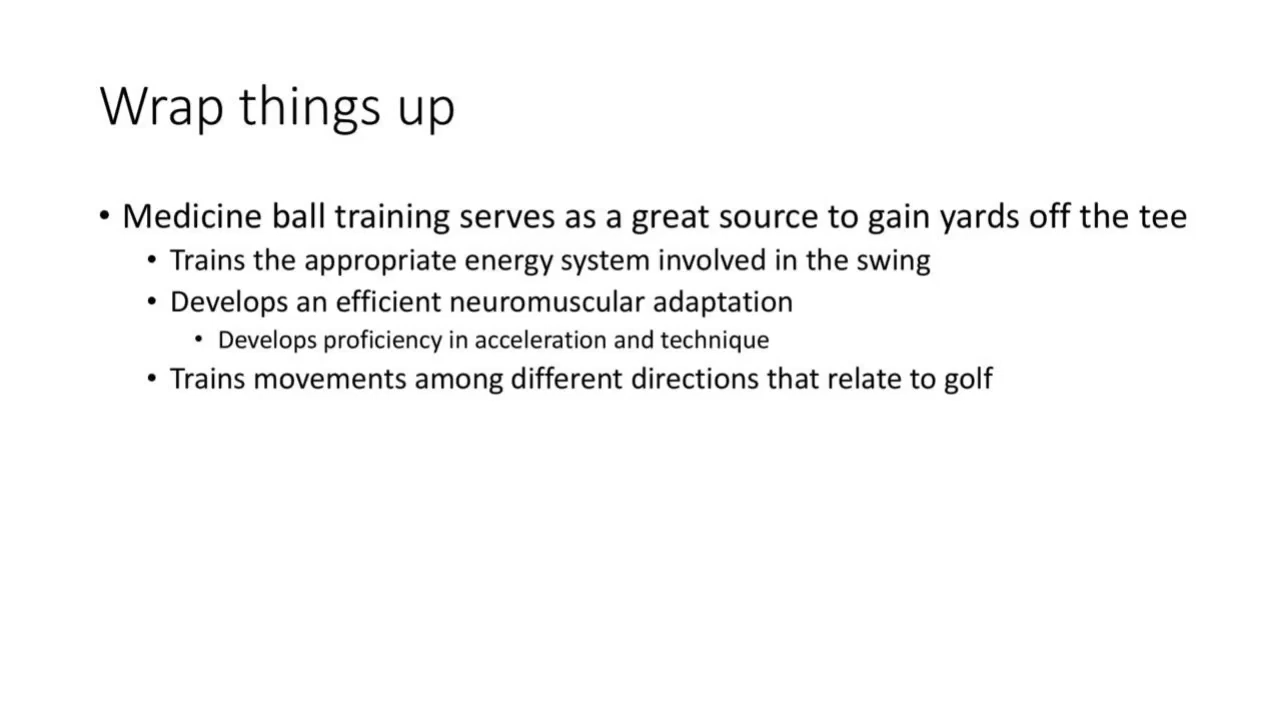 Wrap things up
• Medicine ball training serves as a great source to gain yards off the tee
• Trains the appropriate energy system involved in the swing
• Develops an efficient neuromuscular adaptation
• Develops proficiency in acceleration and technique
• Trains movements among different directions that relate to golf